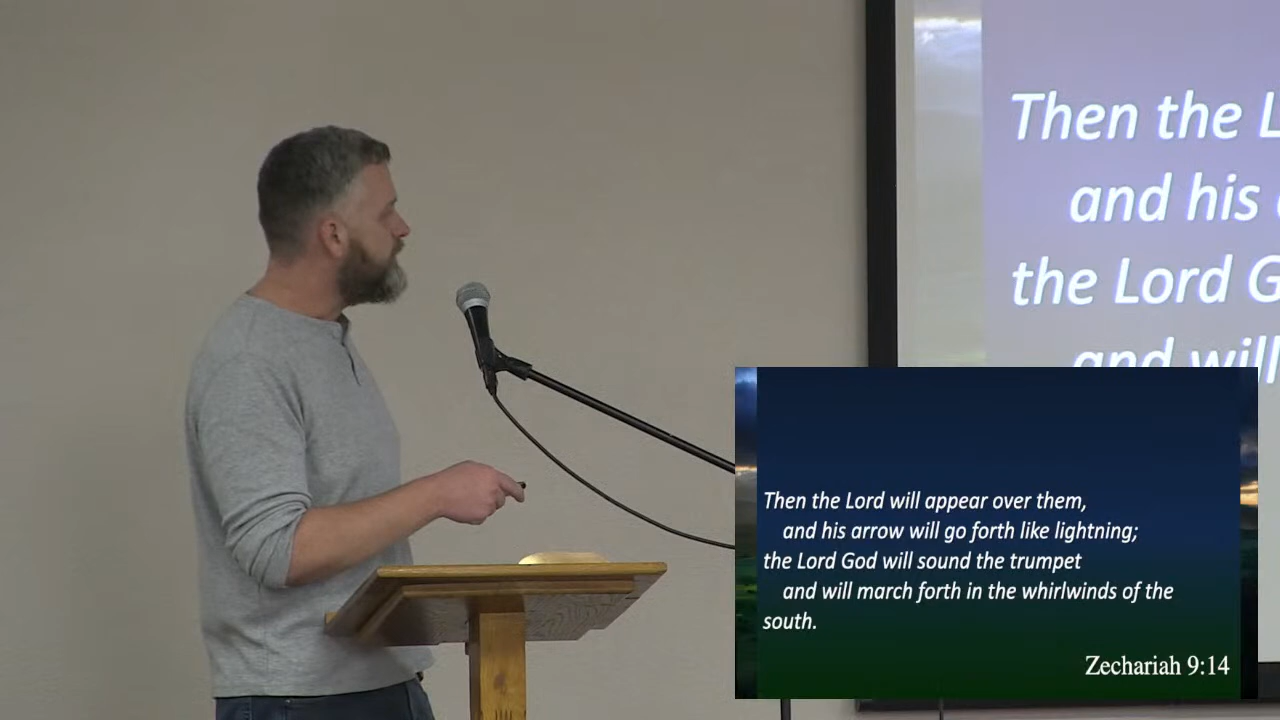 Then the L
and his
the Lord G
and will
Then the Lord will appear over them,
and his arrow will go forth like lightning;
the Lord God will sound the trumpet
and will march forth in the whirlwinds of the
south.
Zechariah 9:14